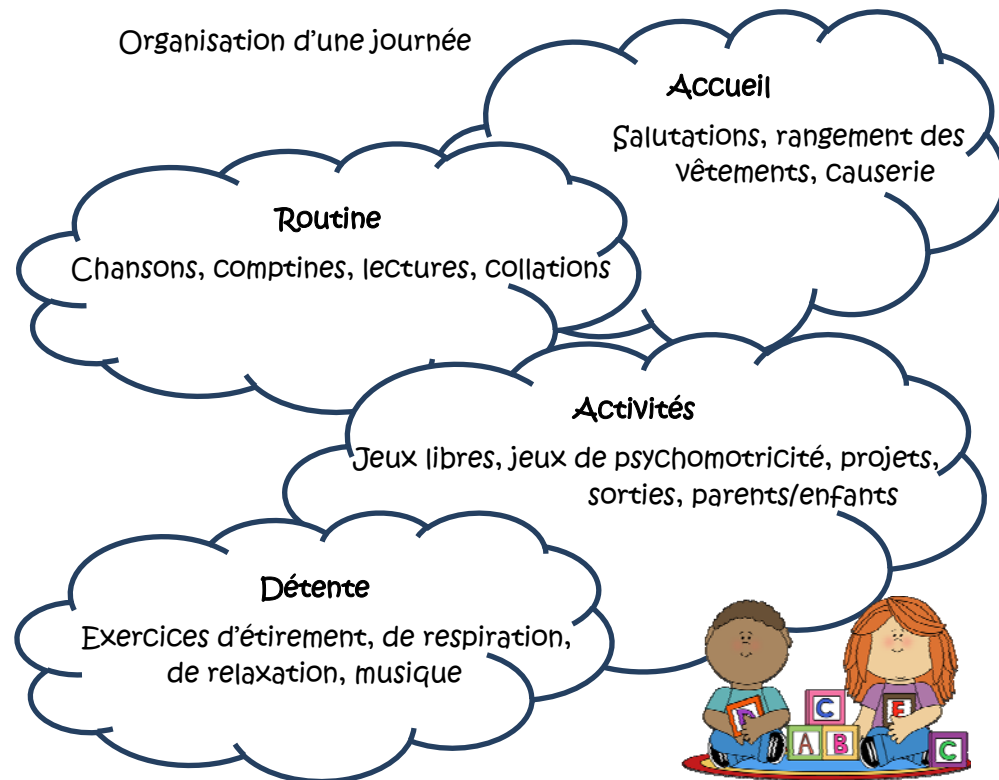 Organisation d'une journée
Accueil
Salutations, rangement des
vêtements, causerie
Routine
Chansons, comptines, lectures, collations
Activités
Jeux libres, jeux de psychomotricité, projets,
sorties, parents/enfants
Détente
Exercices d'étirement, de respiration,
de relaxation, musique
C
E
A B
C